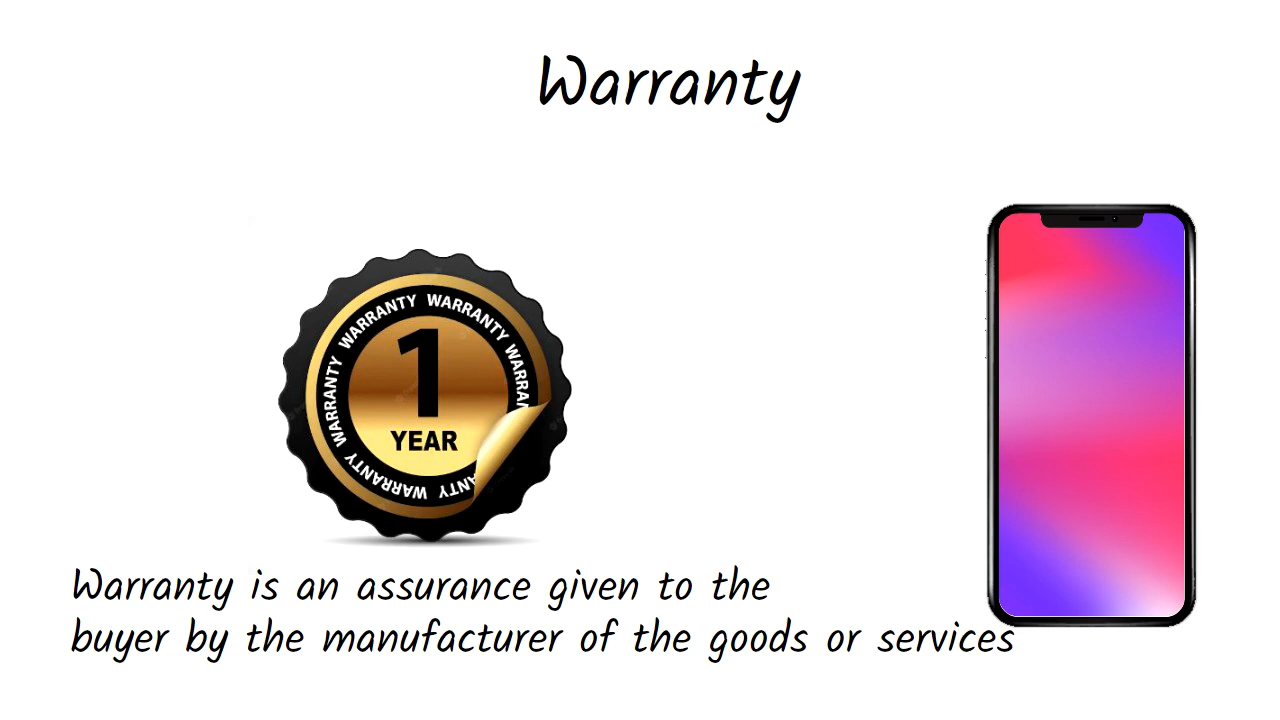 Warranty
WARRANTY WARRANTY WARRAN
1
YEAR
WARRANTY WARRANTY WARRANTY
Warranty is an assurance given to the
buyer by the manufacturer of the goods or services